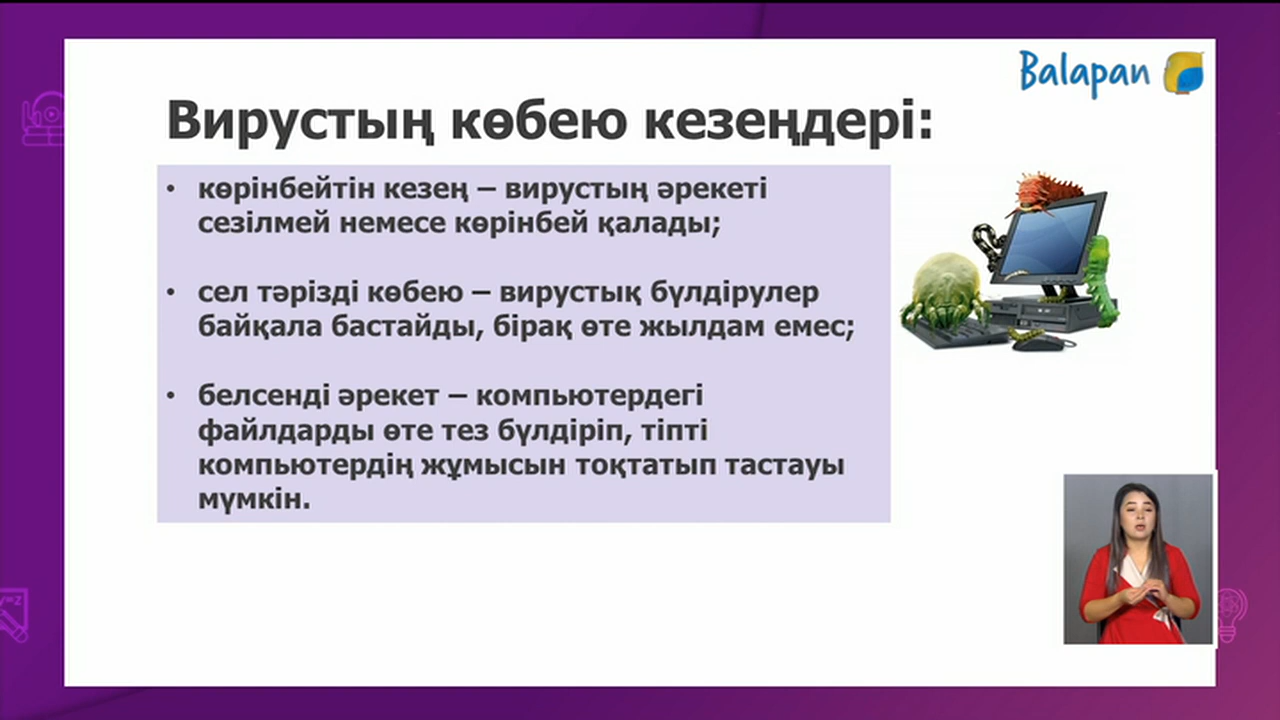 Balapan
Вирустың көбею кезеңдері:
• көрінбейтін кезең – вирустың әрекеті
сезілмей немесе көрінбей қалады;
• сел тәрізді көбею – вирустық бүлдірулер
байқала бастайды, бірақ өте жылдам емес;
• белсенді әрекет – компьютердегі
файлдарды өте тез бүлдіріп, тіпті
компьютердің жұмысын тоқтатып тастауы
мүмкін.